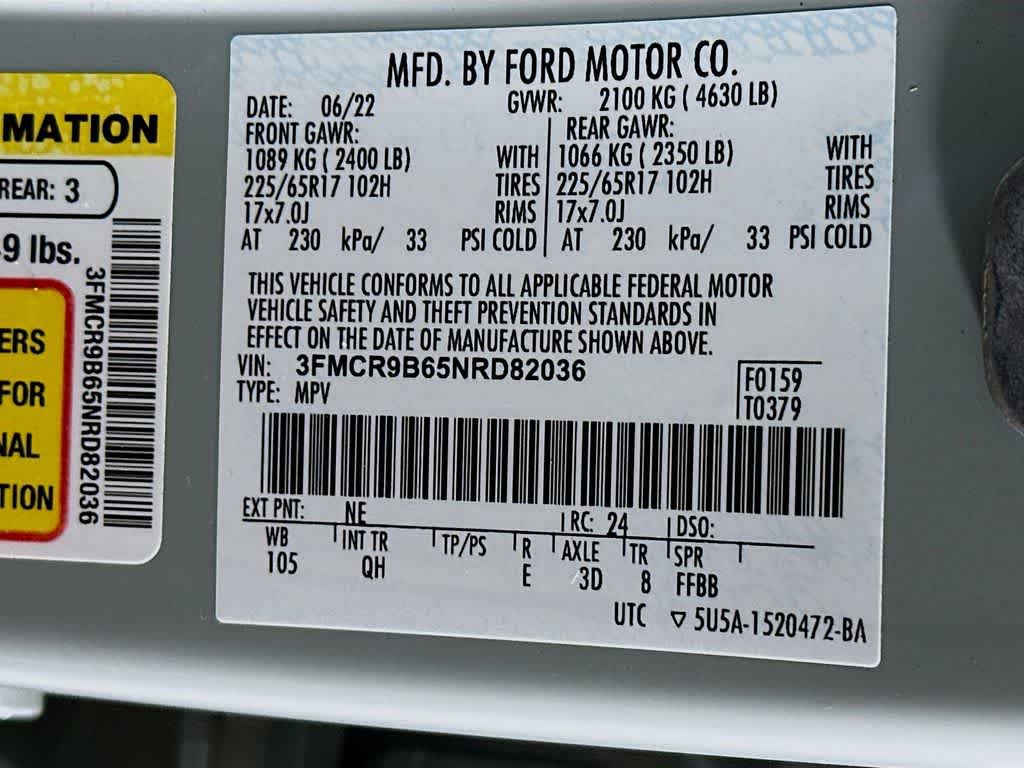 MATION
REAR: 3
9 lbs.
3FMCR9B65NRD82036
ERS
FOR
NAL
TION
MFD. BY FORD MOTOR CO.
DATE: 06/22 GVWR: 2100 KG ( 4630 LB)
FRONT GAWR: REAR GAWR:
1089 KG ( 2400 LB) WITH 1066 KG ( 2350 LB) WITH
225/65R17 102H TIRES 225/65R17 102H TIRES
17x7.0J RIMS 17x7.0J RIMS
AT 230 kPa/ 33 PSI COLD AT 230 kPa/ 33 PSI COLD
THIS VEHICLE CONFORMS TO ALL APPLICABLE FEDERAL MOTOR
VEHICLE SAFETY AND THEFT PREVENTION STANDARDS IN
EFFECT ON THE DATE OF MANUFACTURE SHOWN ABOVE.
VIN: 3FMCR9B65NRD82036
TYPE: MPV
F0159
T0379
EXT PNT: NE RC: 24 DSO:
WB INT TR TP/PS R AXLE TR SPR
105 QH E 3D 8 FFBB
UTC ▽ 5U5A-1520472-BA